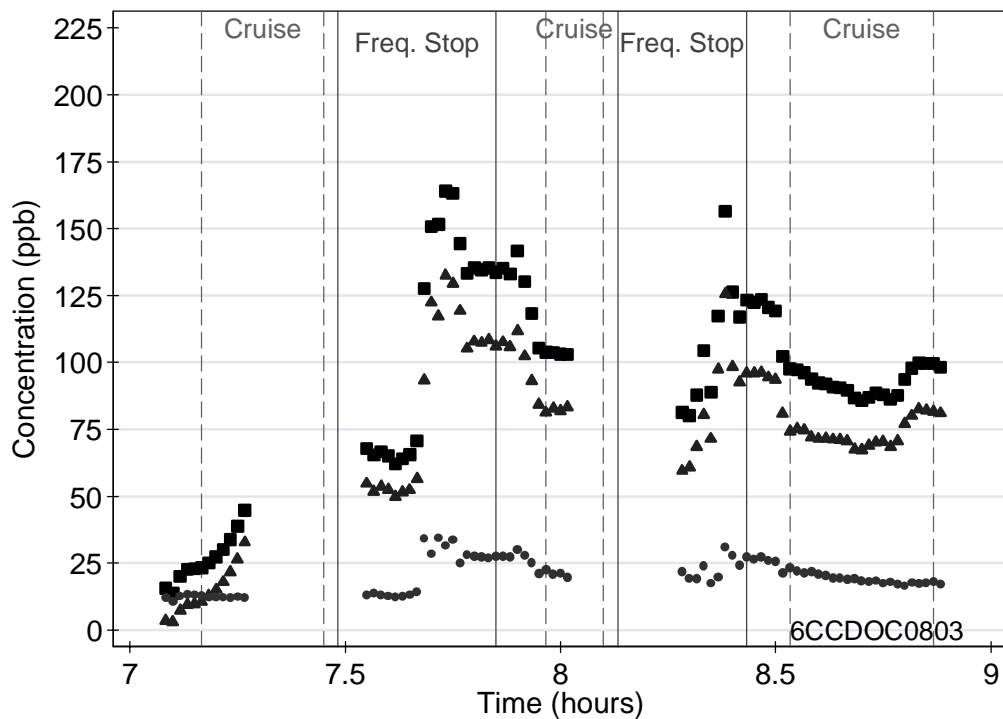 Cruise
Freq. Stop
Cruise
Freq. Stop
Cruise
225
200
175
150
125
100
75
50
25
0
Concentration (ppb)
6CCDOC0803
7
7.5
8
8.5
9
Time (hours)